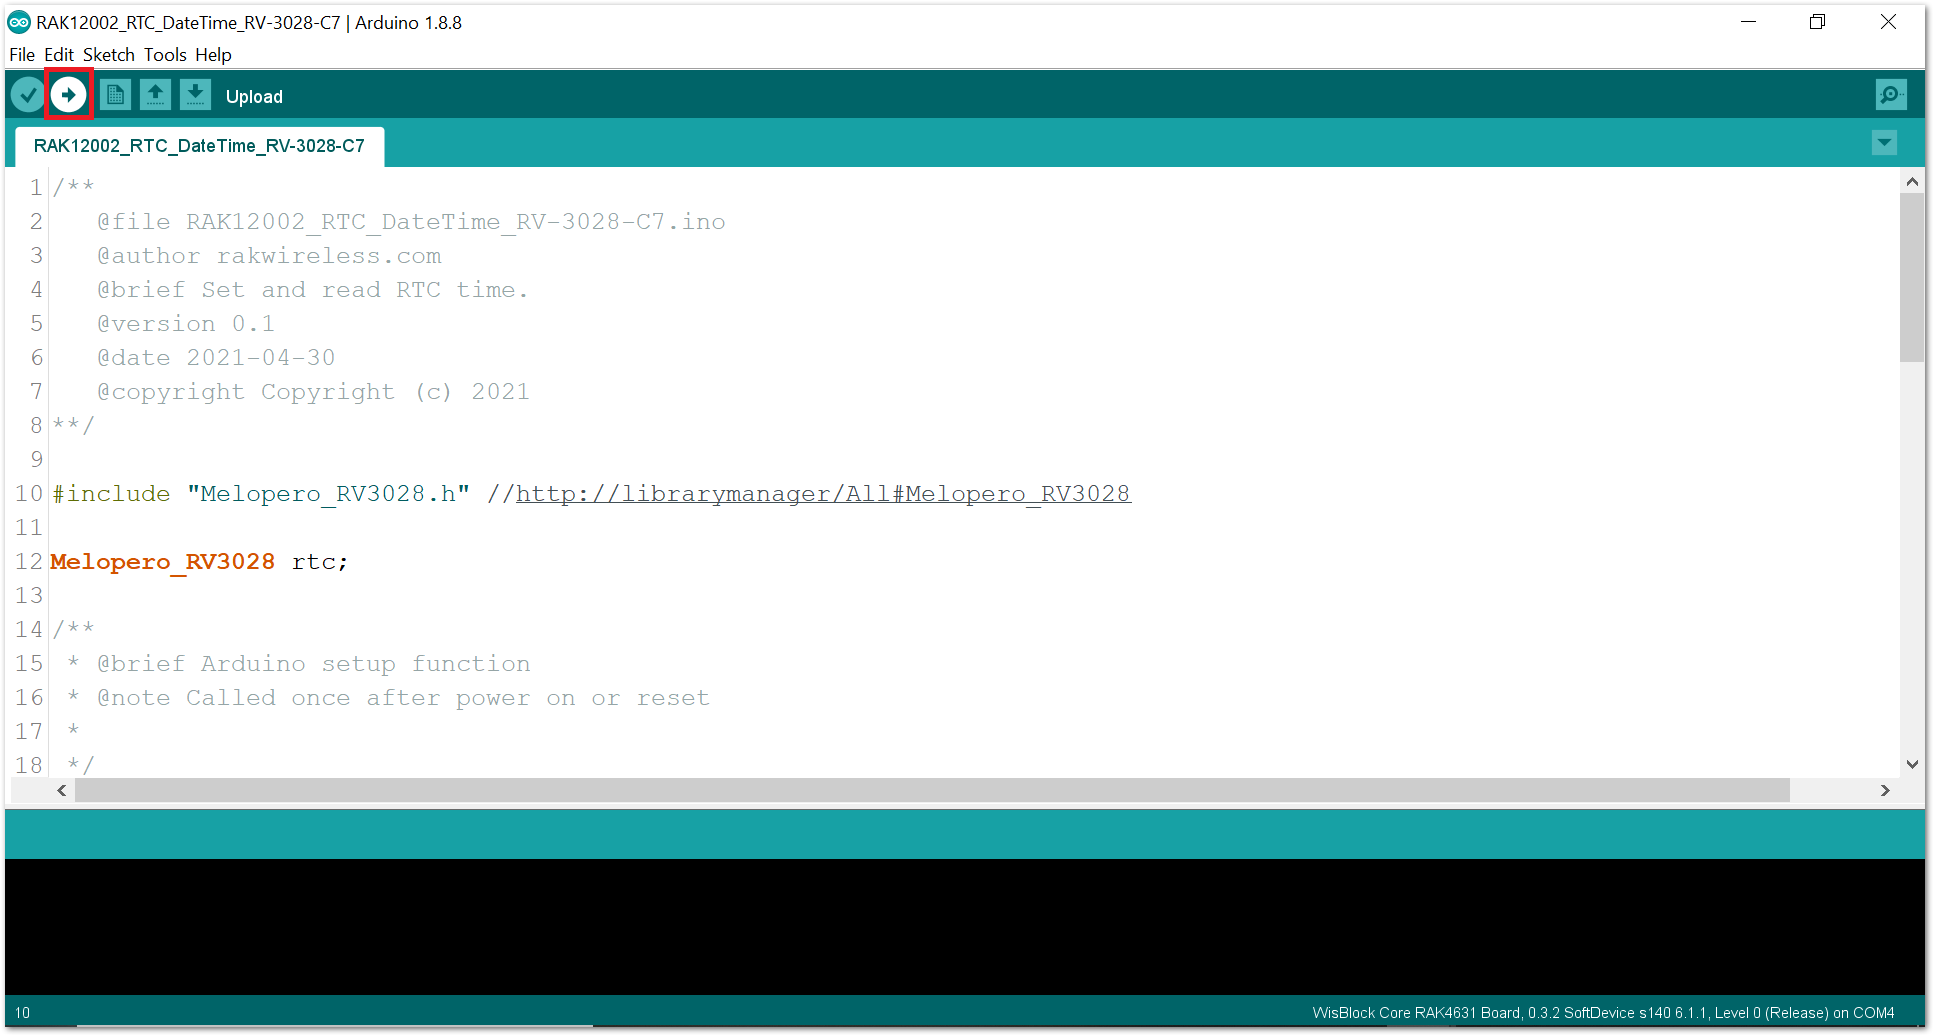 RAK12002_RTC_DateTime_RV-3028-C7 | Arduino 1.8.8
File Edit Sketch Tools Help
Upload
RAK12002_RTC_DateTime_RV-3028-C7
1 /**
2 @file RAK12002_RTC_DateTime_RV-3028-C7.ino
3 @author rakwireless.com
4 @brief Set and read RTC time.
5 @version 0.1
6 @date 2021-04-30
7 @copyright Copyright (c) 2021
8 **/
9
10 #include "Melopero_RV3028.h" //http://librarymanager/All#Melopero_RV3028
11
12 Melopero_RV3028 rtc;
13
14 /**
15 * @brief Arduino setup function
16 * @note Called once after power on or reset
17 *
18 */
10 WisBlock Core RAK4631 Board, 0.3.2 SoftDevice s140 6.1.1, Level 0 (Release) on COM4